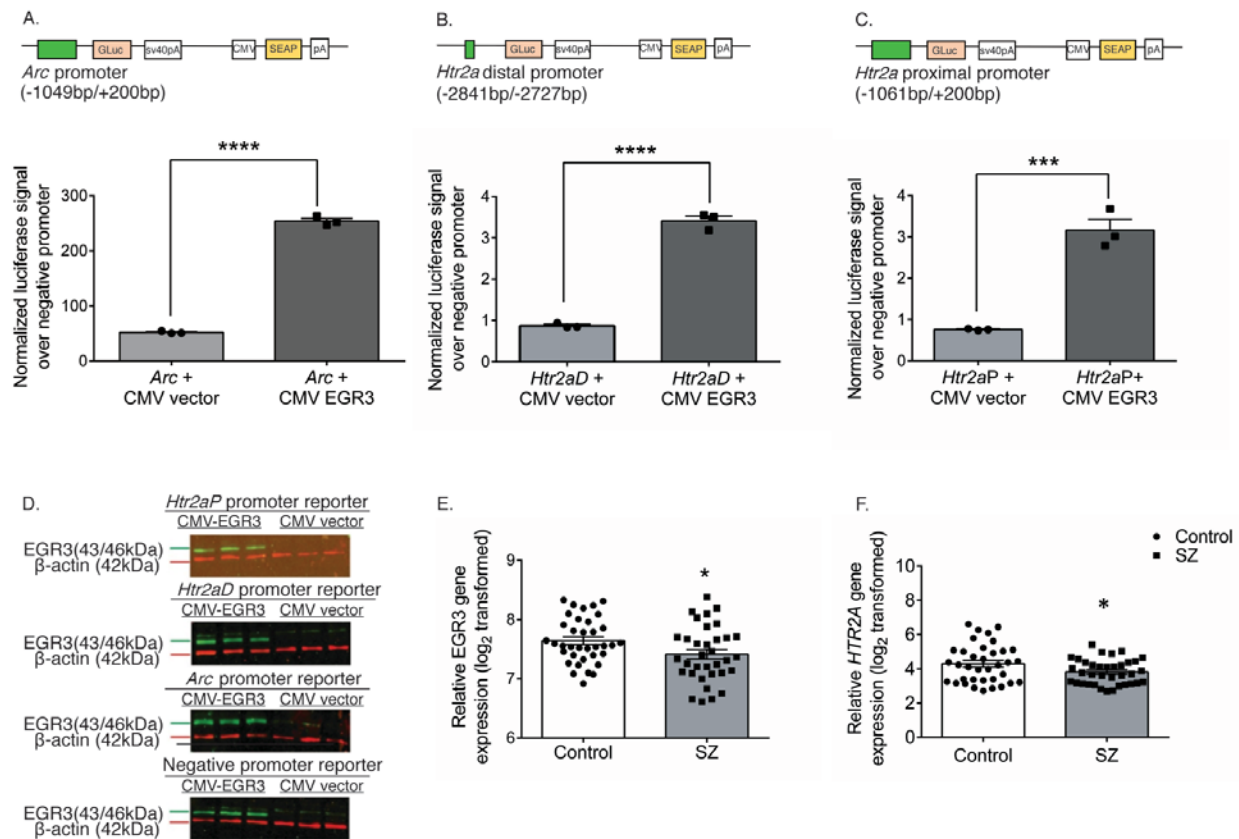 A.
GLuc sv40pA CMV SEAP pA
Arc promoter
(-1049bp/+200bp)
****
Normalized luciferase signal
over negative promoter
300
200
100
0
Arc +
CMV vector
Arc +
CMV EGR3
B.
GLuc sv40pA CMV SEAP pA
Htr2a distal promoter
(-2841bp/-2727bp)
****
Normalized luciferase signal
over negative promoter
4
3
2
1
0
Htr2aD +
CMV vector
Htr2aD +
CMV EGR3
C.
GLuc sv40pA CMV SEAP pA
Htr2a proximal promoter
(-1061bp/+200bp)
***
Normalized luciferase signal
over negative promoter
4
3
2
1
0
Htr2aP +
CMV vector
Htr2aP+
CMV EGR3
D.
Htr2aP promoter reporter
CMV-EGR3 CMV vector
EGR3(43/46kDa)
β-actin (42kDa)
Htr2aD promoter reporter
CMV-EGR3 CMV vector
EGR3(43/46kDa)
β-actin (42kDa)
Arc promoter reporter
CMV-EGR3 CMV vector
EGR3(43/46kDa)
β-actin (42kDa)
Negative promoter reporter
CMV-EGR3 CMV vector
EGR3(43/46kDa)
β-actin (42kDa)
E.
Relative EGR3 gene
expression (log2 transformed)
9
8
7
6
*
Control
SZ
F.
Relative HTR2A gene
expression (log2 transformed)
10
8
6
4
2
0
*
Control
SZ
Control
SZ